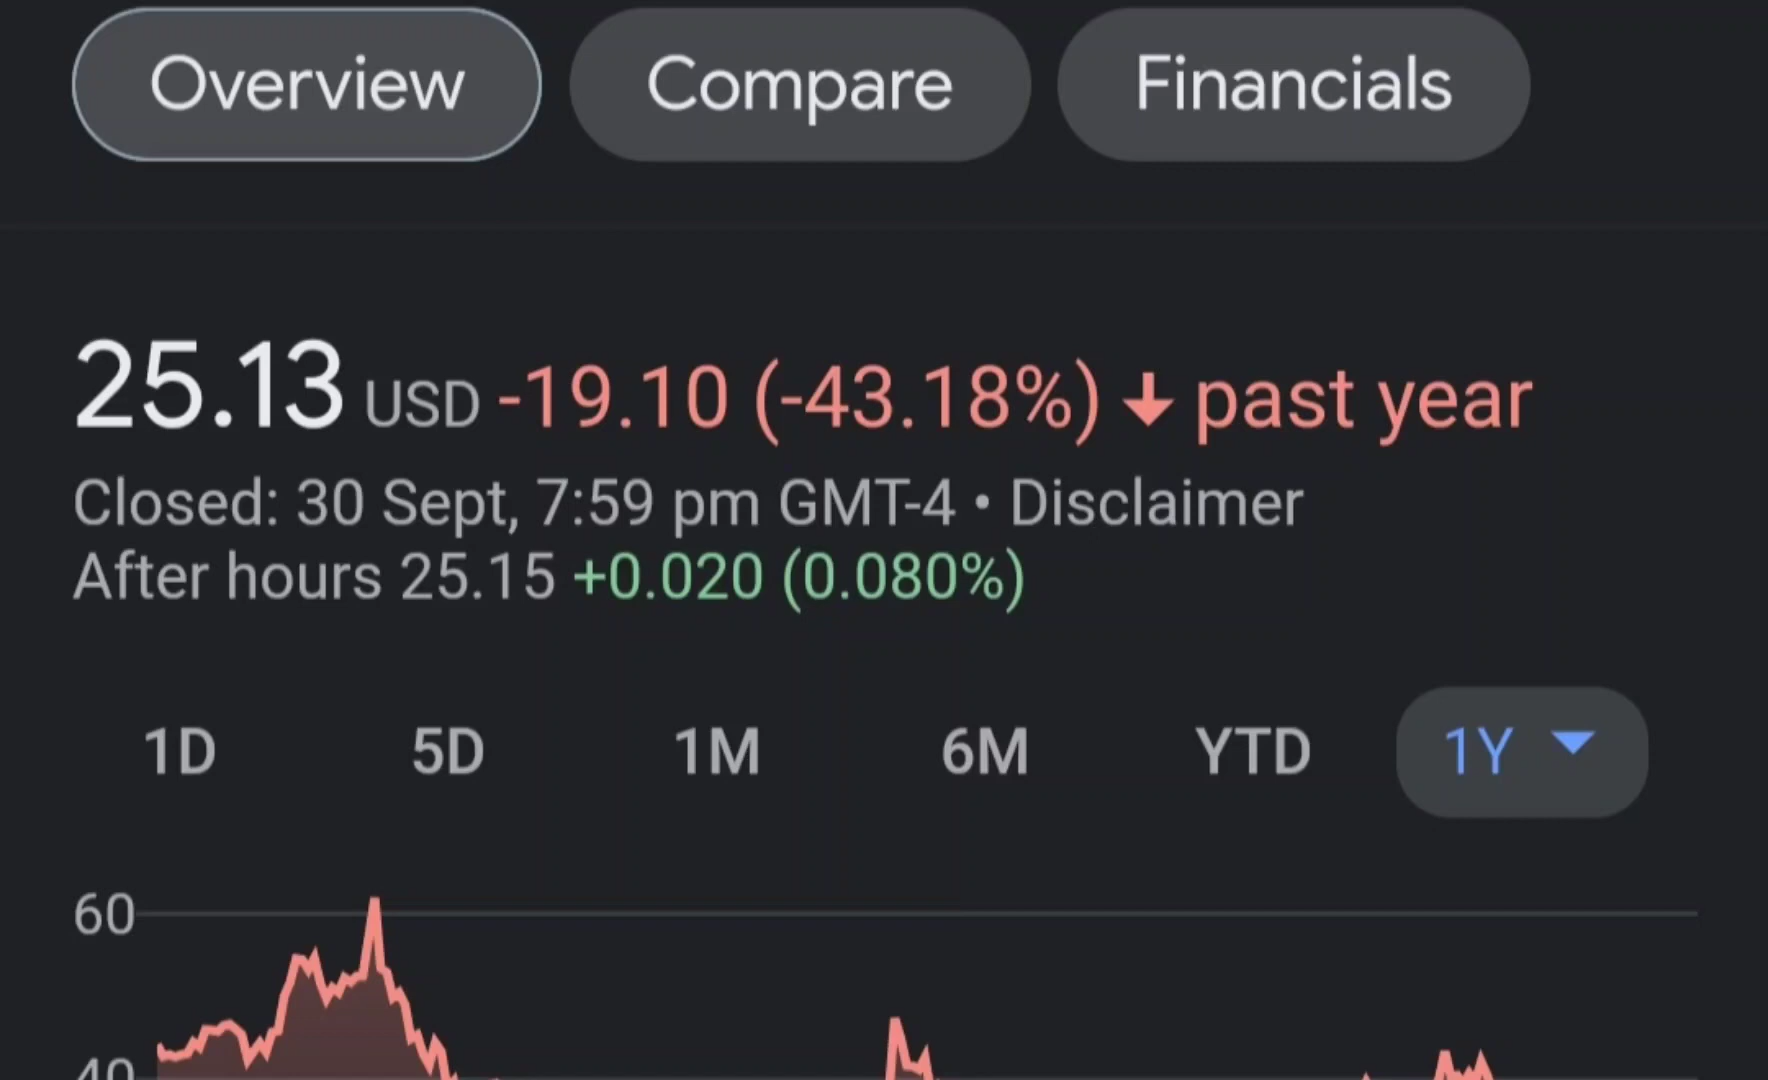 Overview Compare Financials
25.13 USD -19.10 (-43.18%) ↓ past year
Closed: 30 Sept, 7:59 pm GMT-4 • Disclaimer
After hours 25.15 +0.020 (0.080%)
1D 5D 1M 6M YTD 1Y
60
40